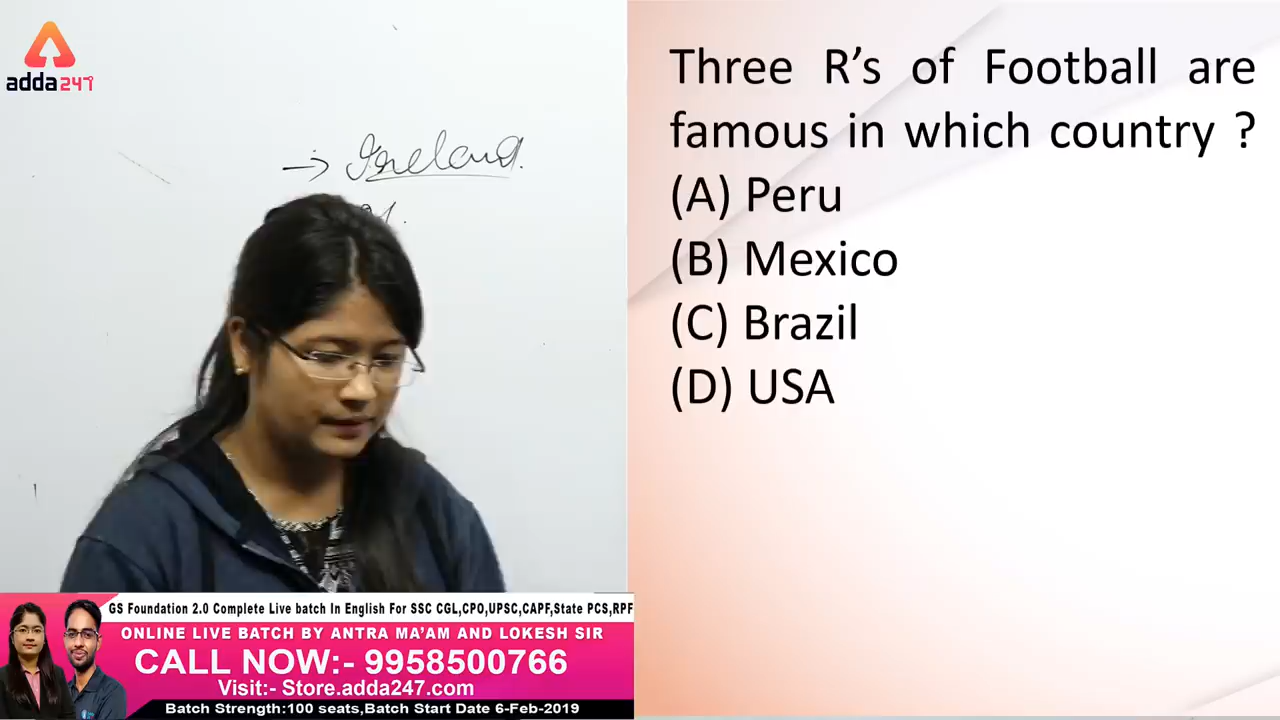 adda247
Ireland.
Three R's of Football are
famous in which country ?
(A) Peru
(B) Mexico
(C) Brazil
(D) USA
GS Foundation 2.0 Complete Live batch In English For SSC CGL,CPO,UPSC,CAPF,State PCS,RPF
ONLINE LIVE BATCH BY ANTRA MA'AM AND LOKESH SIR
CALL NOW:- 9958500766
Visit:- Store.adda247.com
Batch Strength:100 seats,Batch Start Date 6-Feb-2019